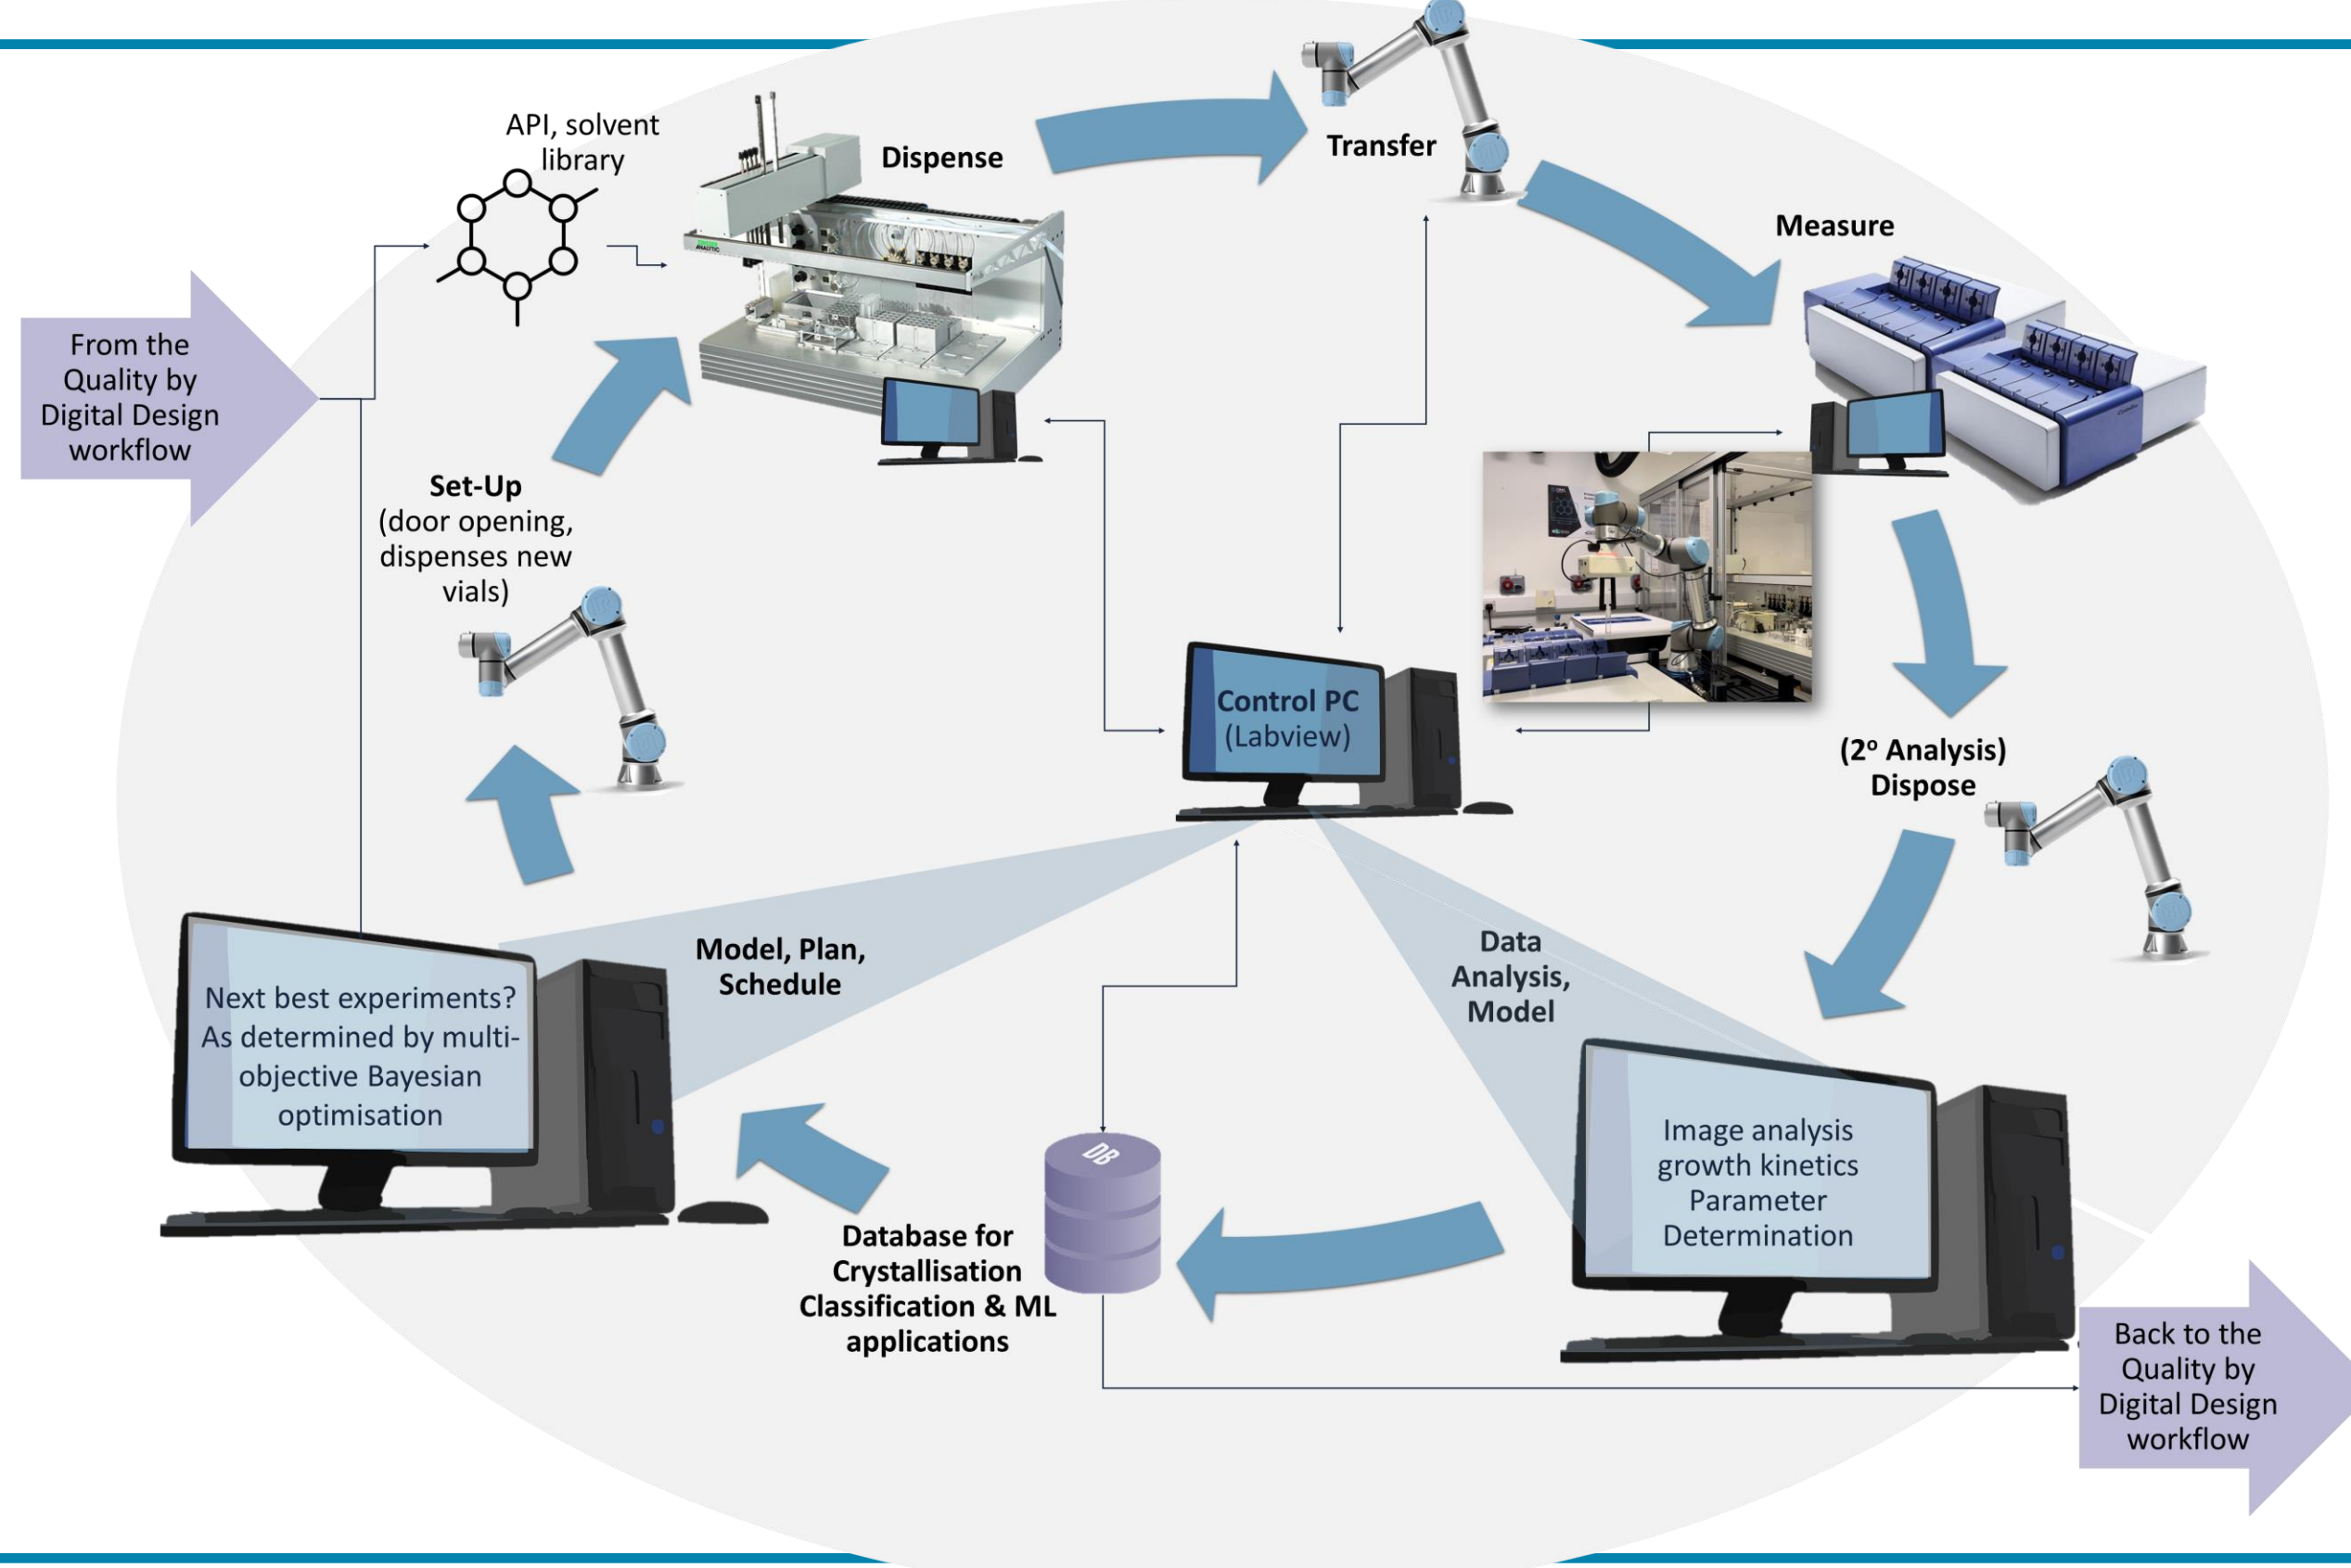 API, solvent
library
Dispense
Transfer
Measure
From the
Quality by
Digital Design
workflow
Set-Up
(door opening,
dispenses new
vials)
Control PC
(Labview)
(2º Analysis)
Dispose
Model, Plan,
Schedule
Data
Analysis,
Model
Next best experiments?
As determined by multi-
objective Bayesian
optimisation
DB
Image analysis
growth kinetics
Parameter
Determination
Database for
Crystallisation
Classification & ML
applications
Back to the
Quality by
Digital Design
workflow